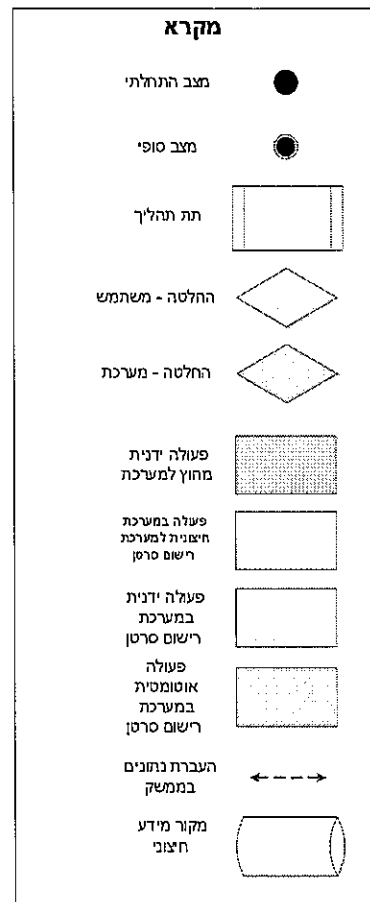 מקרא
מצב התחלתי
מצב סופי
תת תהליך
החלטה - משתמש
החלטה - מערכת
פעולה ידנית
מחוץ למערכת
פעולה במערכת
חיצונית למערכת
רישום סרטן
פעולה ידנית
במערכת
רישום סרטן
פעולה
אוטומטית
במערכת
רישום סרטן
העברת נתונים
בממשק
מקור מידע
חיצוני